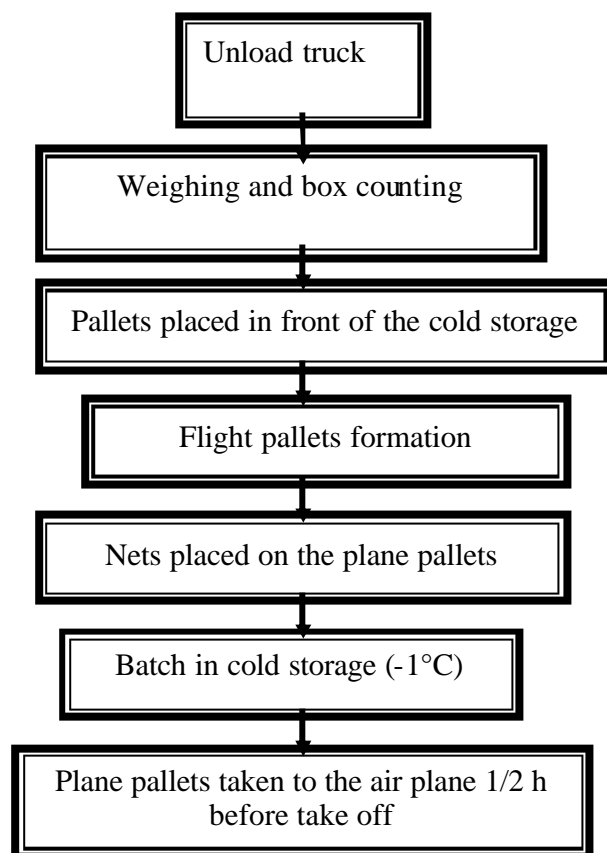 Unload truck
Weighing and box counting
Pallets placed in front of the cold storage
Flight pallets formation
Nets placed on the plane pallets
Batch in cold storage (-1°C)
Plane pallets taken to the air plane 1/2 h
before take off